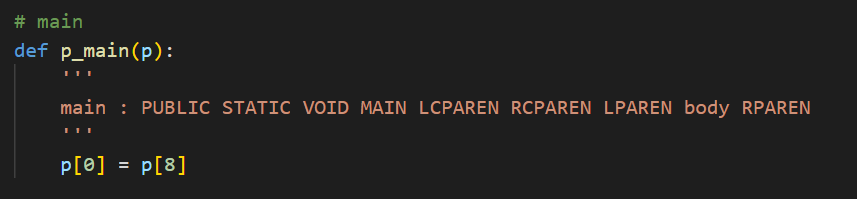 # main
def p_main(p):
    '''
    main : PUBLIC STATIC VOID MAIN LCPAREN RCPAREN LPAREN body RPAREN
    '''
    p[0] = p[8]